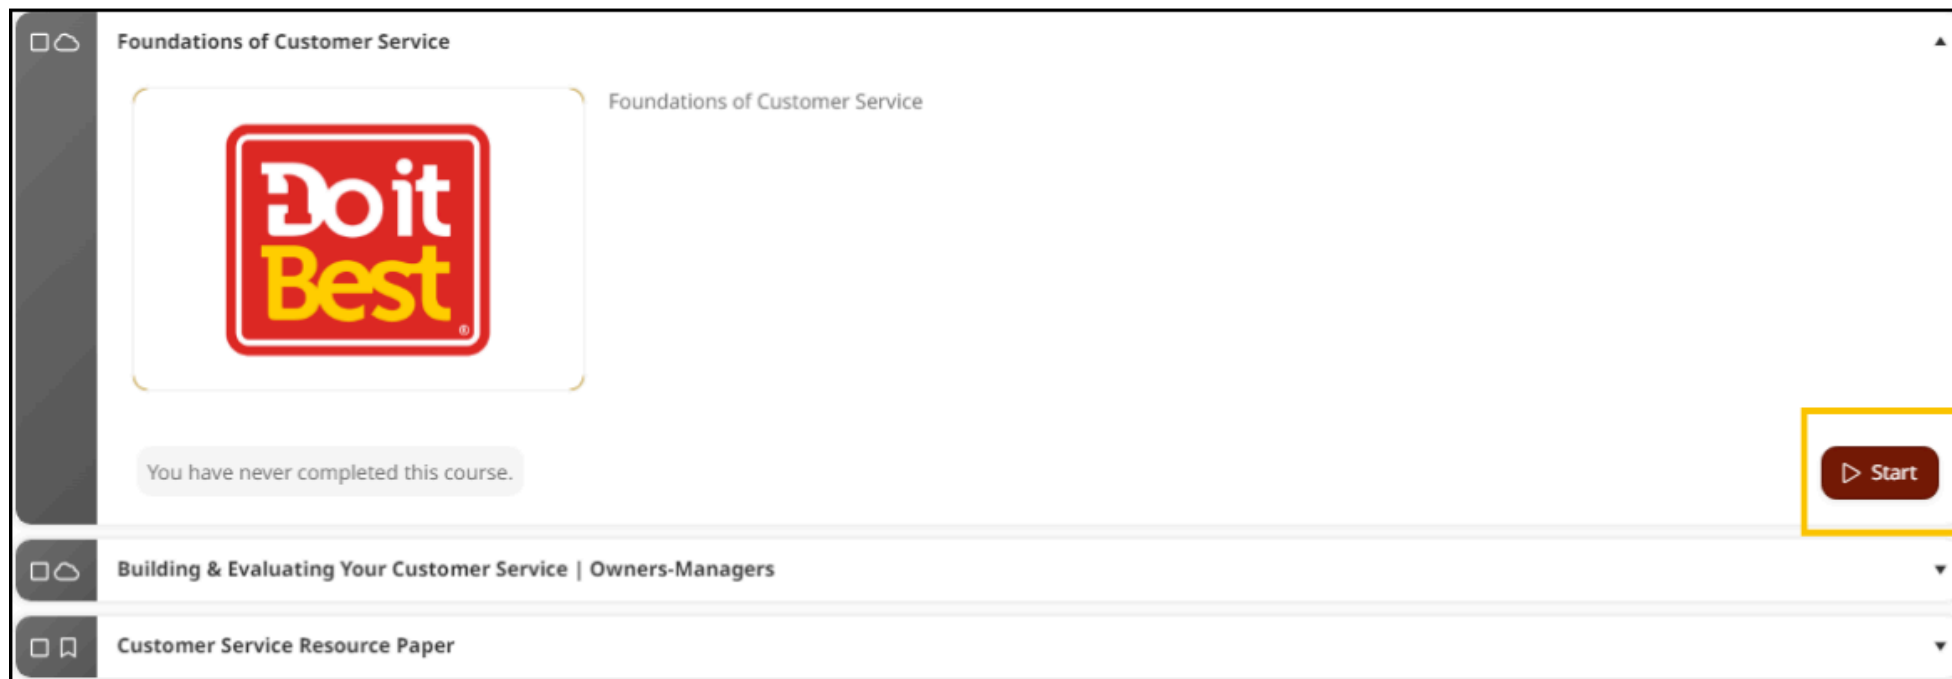 Foundations of Customer Service
Foundations of Customer Service
Do it
Best
®
You have never completed this course.
Start
Building & Evaluating Your Customer Service | Owners-Managers
Customer Service Resource Paper